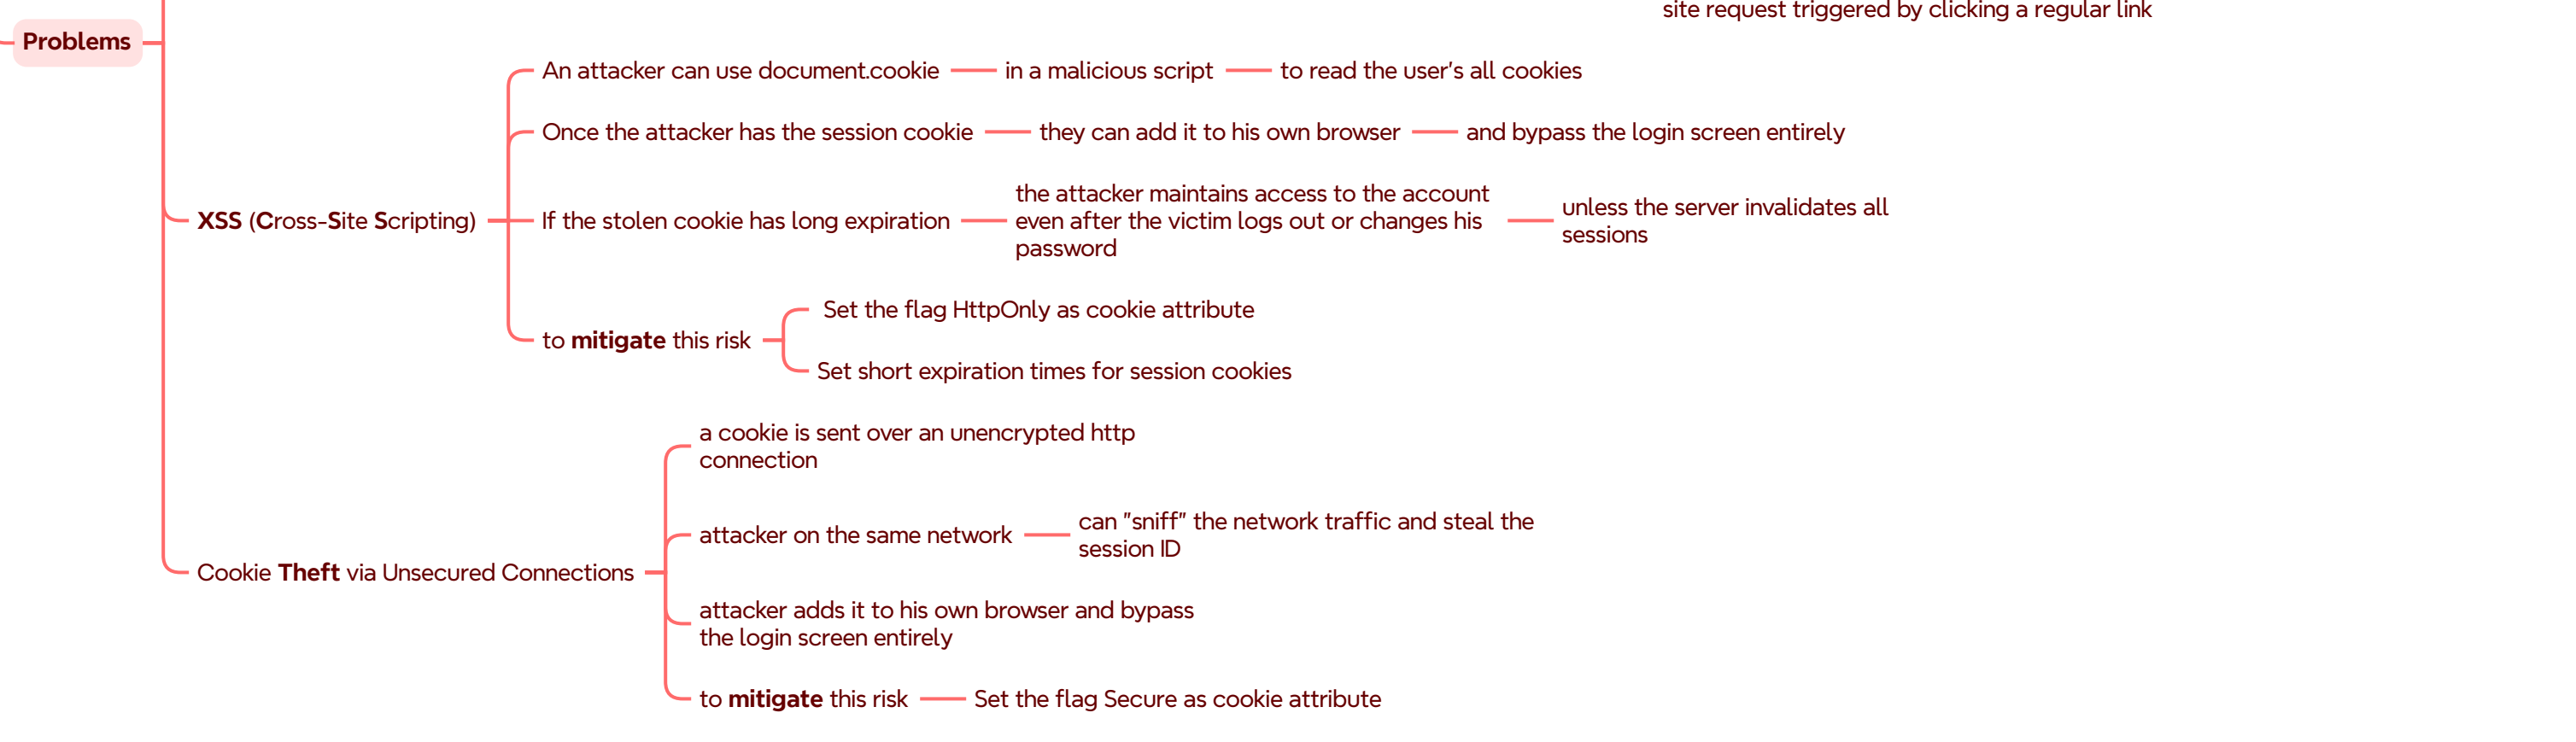 site request triggered by clicking a regular link
Problems
An attacker can use document.cookie
in a malicious script
to read the user's all cookies
Once the attacker has the session cookie
they can add it to his own browser
and bypass the login screen entirely
XSS (Cross-Site Scripting)
If the stolen cookie has long expiration
the attacker maintains access to the account
even after the victim logs out or changes his
password
unless the server invalidates all
sessions
to mitigate this risk
Set the flag HttpOnly as cookie attribute
Set short expiration times for session cookies
Cookie Theft via Unsecured Connections
a cookie is sent over an unencrypted http
connection
attacker on the same network
can "sniff" the network traffic and steal the
session ID
attacker adds it to his own browser and bypass
the login screen entirely
to mitigate this risk
Set the flag Secure as cookie attribute